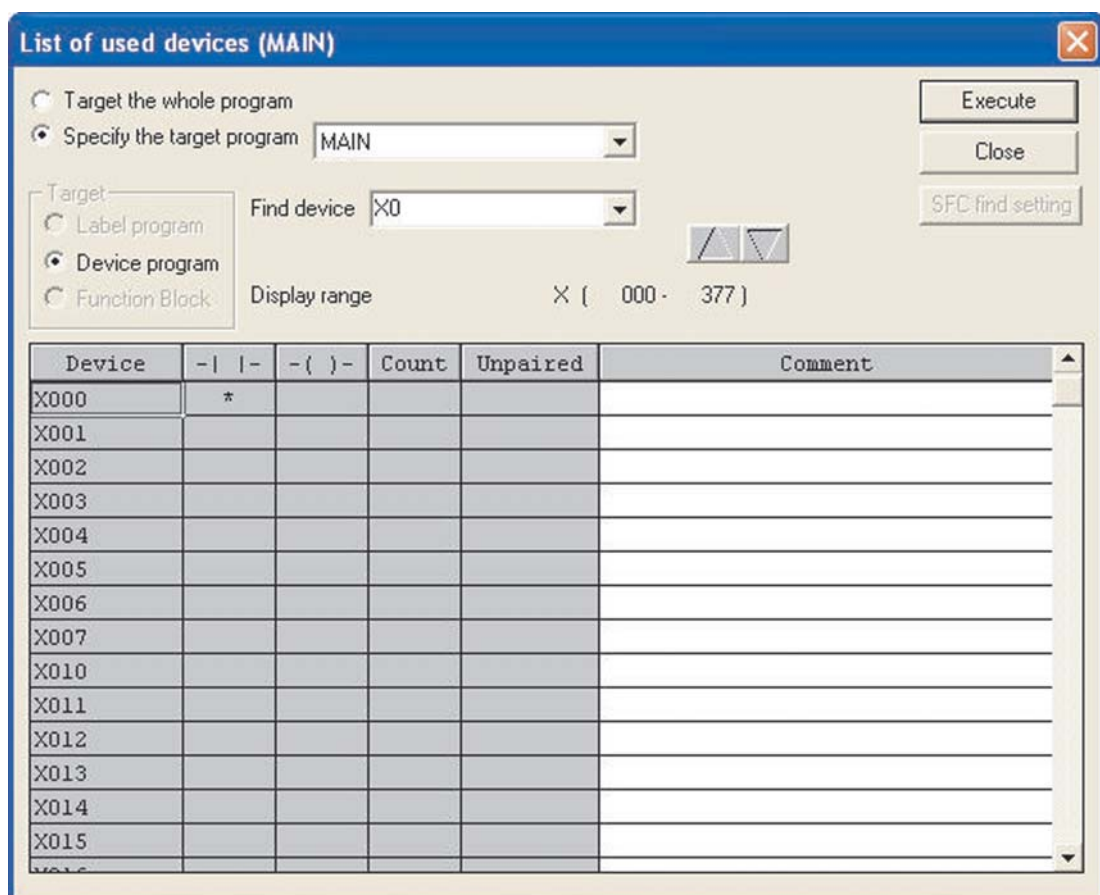 List of used devices (MAIN)
Target the whole program
Execute
Specify the target program MAIN
Close
Target
Label program
Find device X0
SFC find setting
Device program
Function Block
Display range X ( 000 - 377 )
Device -| |- -( )- Count Unpaired Comment
X000 *
X001
X002
X003
X004
X005
X006
X007
X010
X011
X012
X013
X014
X015